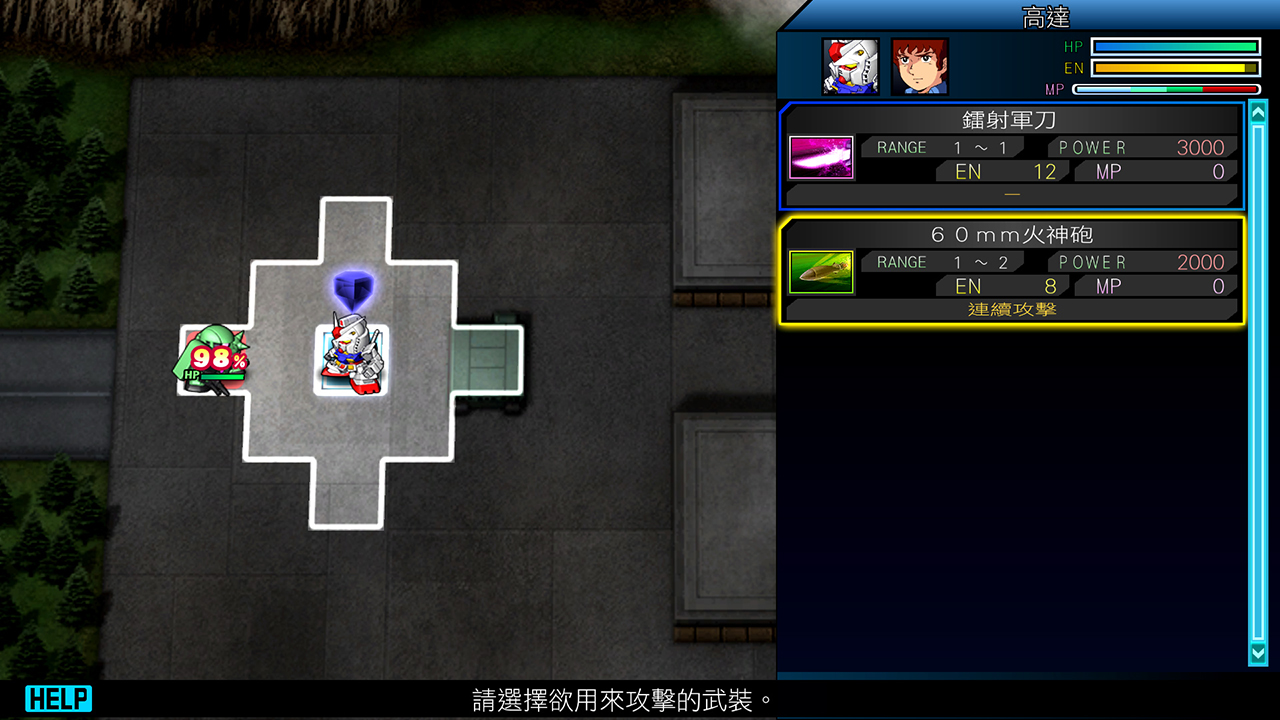 高達
HP
EN
MP
鐳射軍刀
RANGE 1 ~ 1 POWER 3000
EN 12 MP 0
—
６０ｍｍ火神砲
RANGE 1 ~ 2 POWER 2000
EN 8 MP 0
連續攻擊
98%
HP
HELP 請選擇欲用來攻擊的武裝。